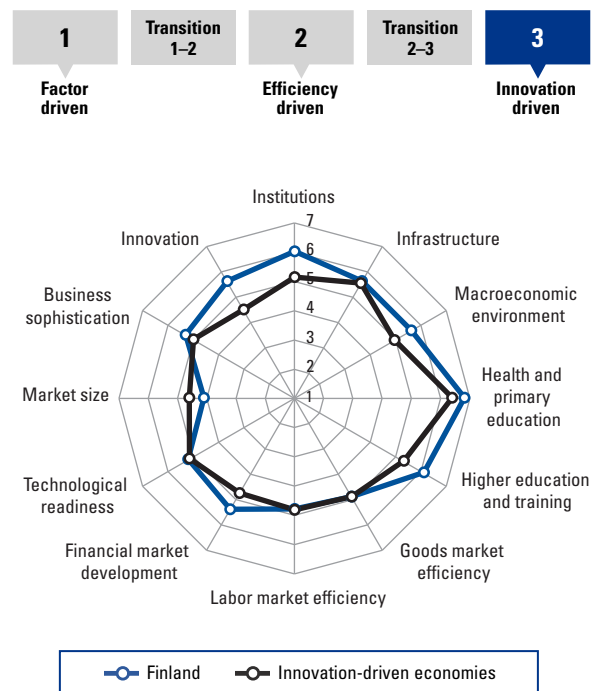 1
Transition
1–2
2
Transition
2–3
3
Factor
driven
Efficiency
driven
Innovation
driven
Institutions
7
Innovation
Infrastructure
6
5
Business
sophistication
Macroeconomic
environment
4
3
2
Market size
1
Health and
primary
education
Technological
readiness
Higher education
and training
Financial market
development
Goods market
efficiency
Labor market efficiency
Finland
Innovation-driven economies